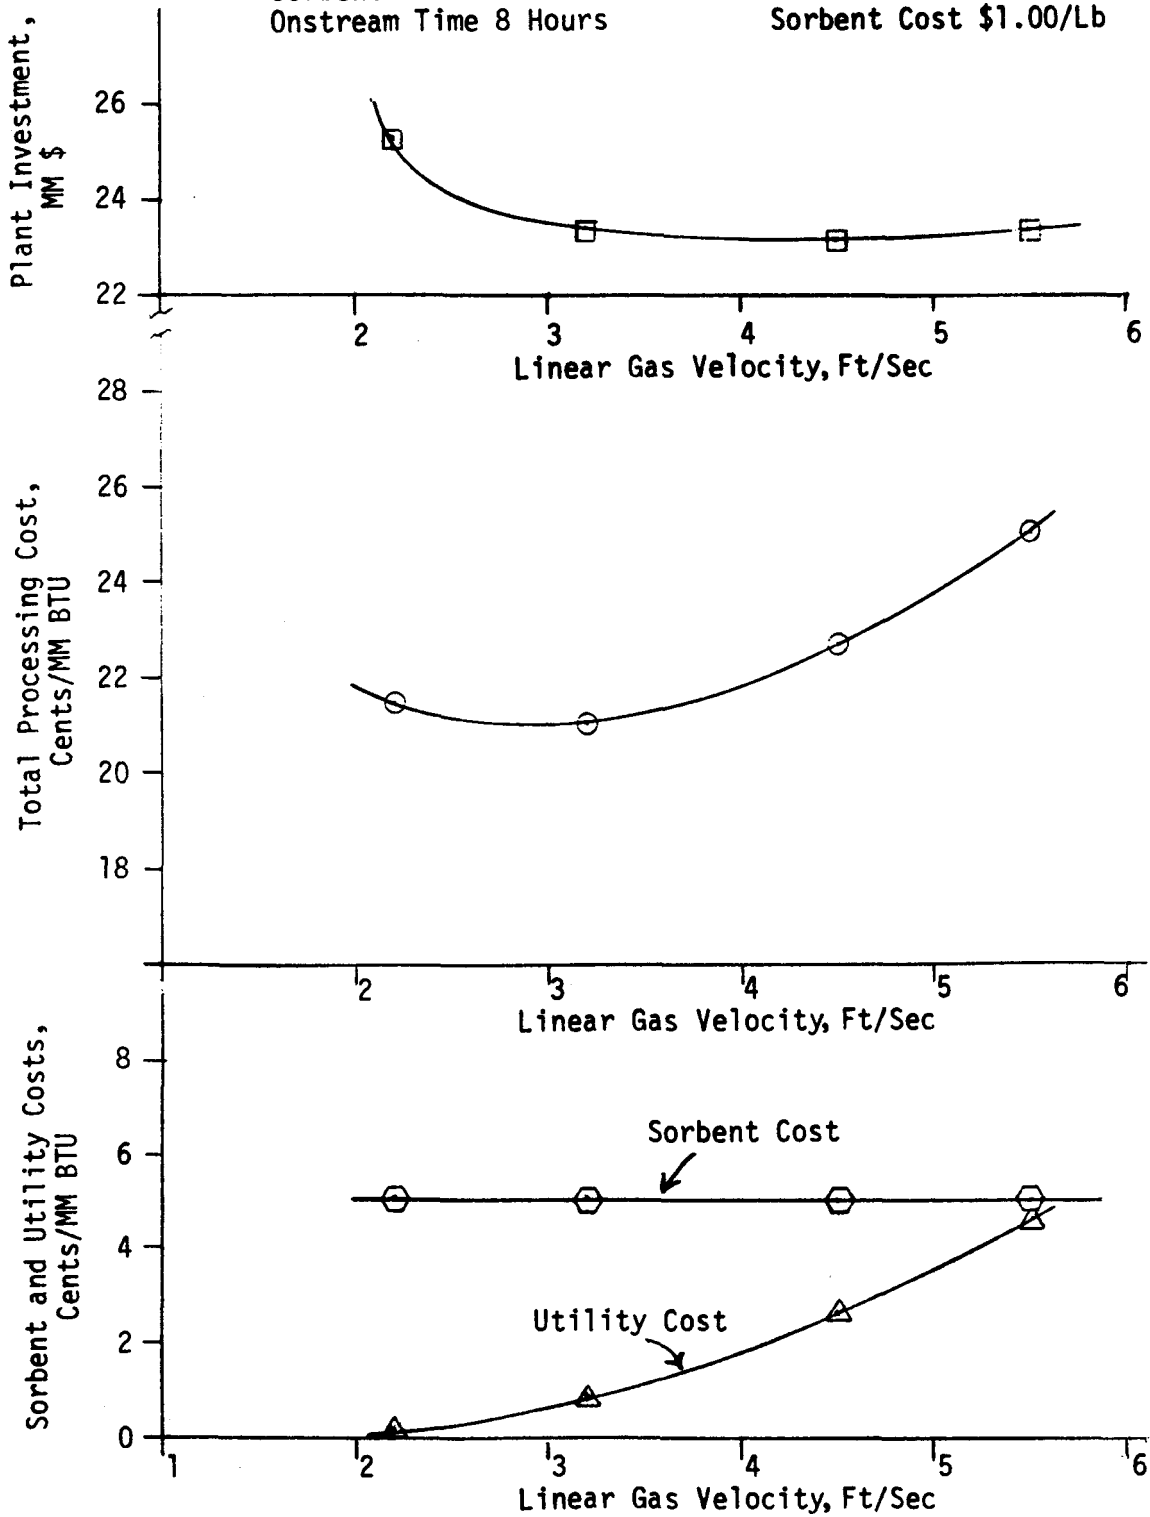 Onstream Time 8 Hours
Sorbent Cost $1.00/Lb
Plant Investment,
MM $
26
24
22
2
3
4
5
6
Linear Gas Velocity, Ft/Sec
Total Processing Cost,
Cents/MM BTU
28
26
24
22
20
18
2
3
4
5
6
Linear Gas Velocity, Ft/Sec
Sorbent and Utility Costs,
Cents/MM BTU
8
6
4
2
0
Sorbent Cost
Utility Cost
1
2
3
4
5
6
Linear Gas Velocity, Ft/Sec